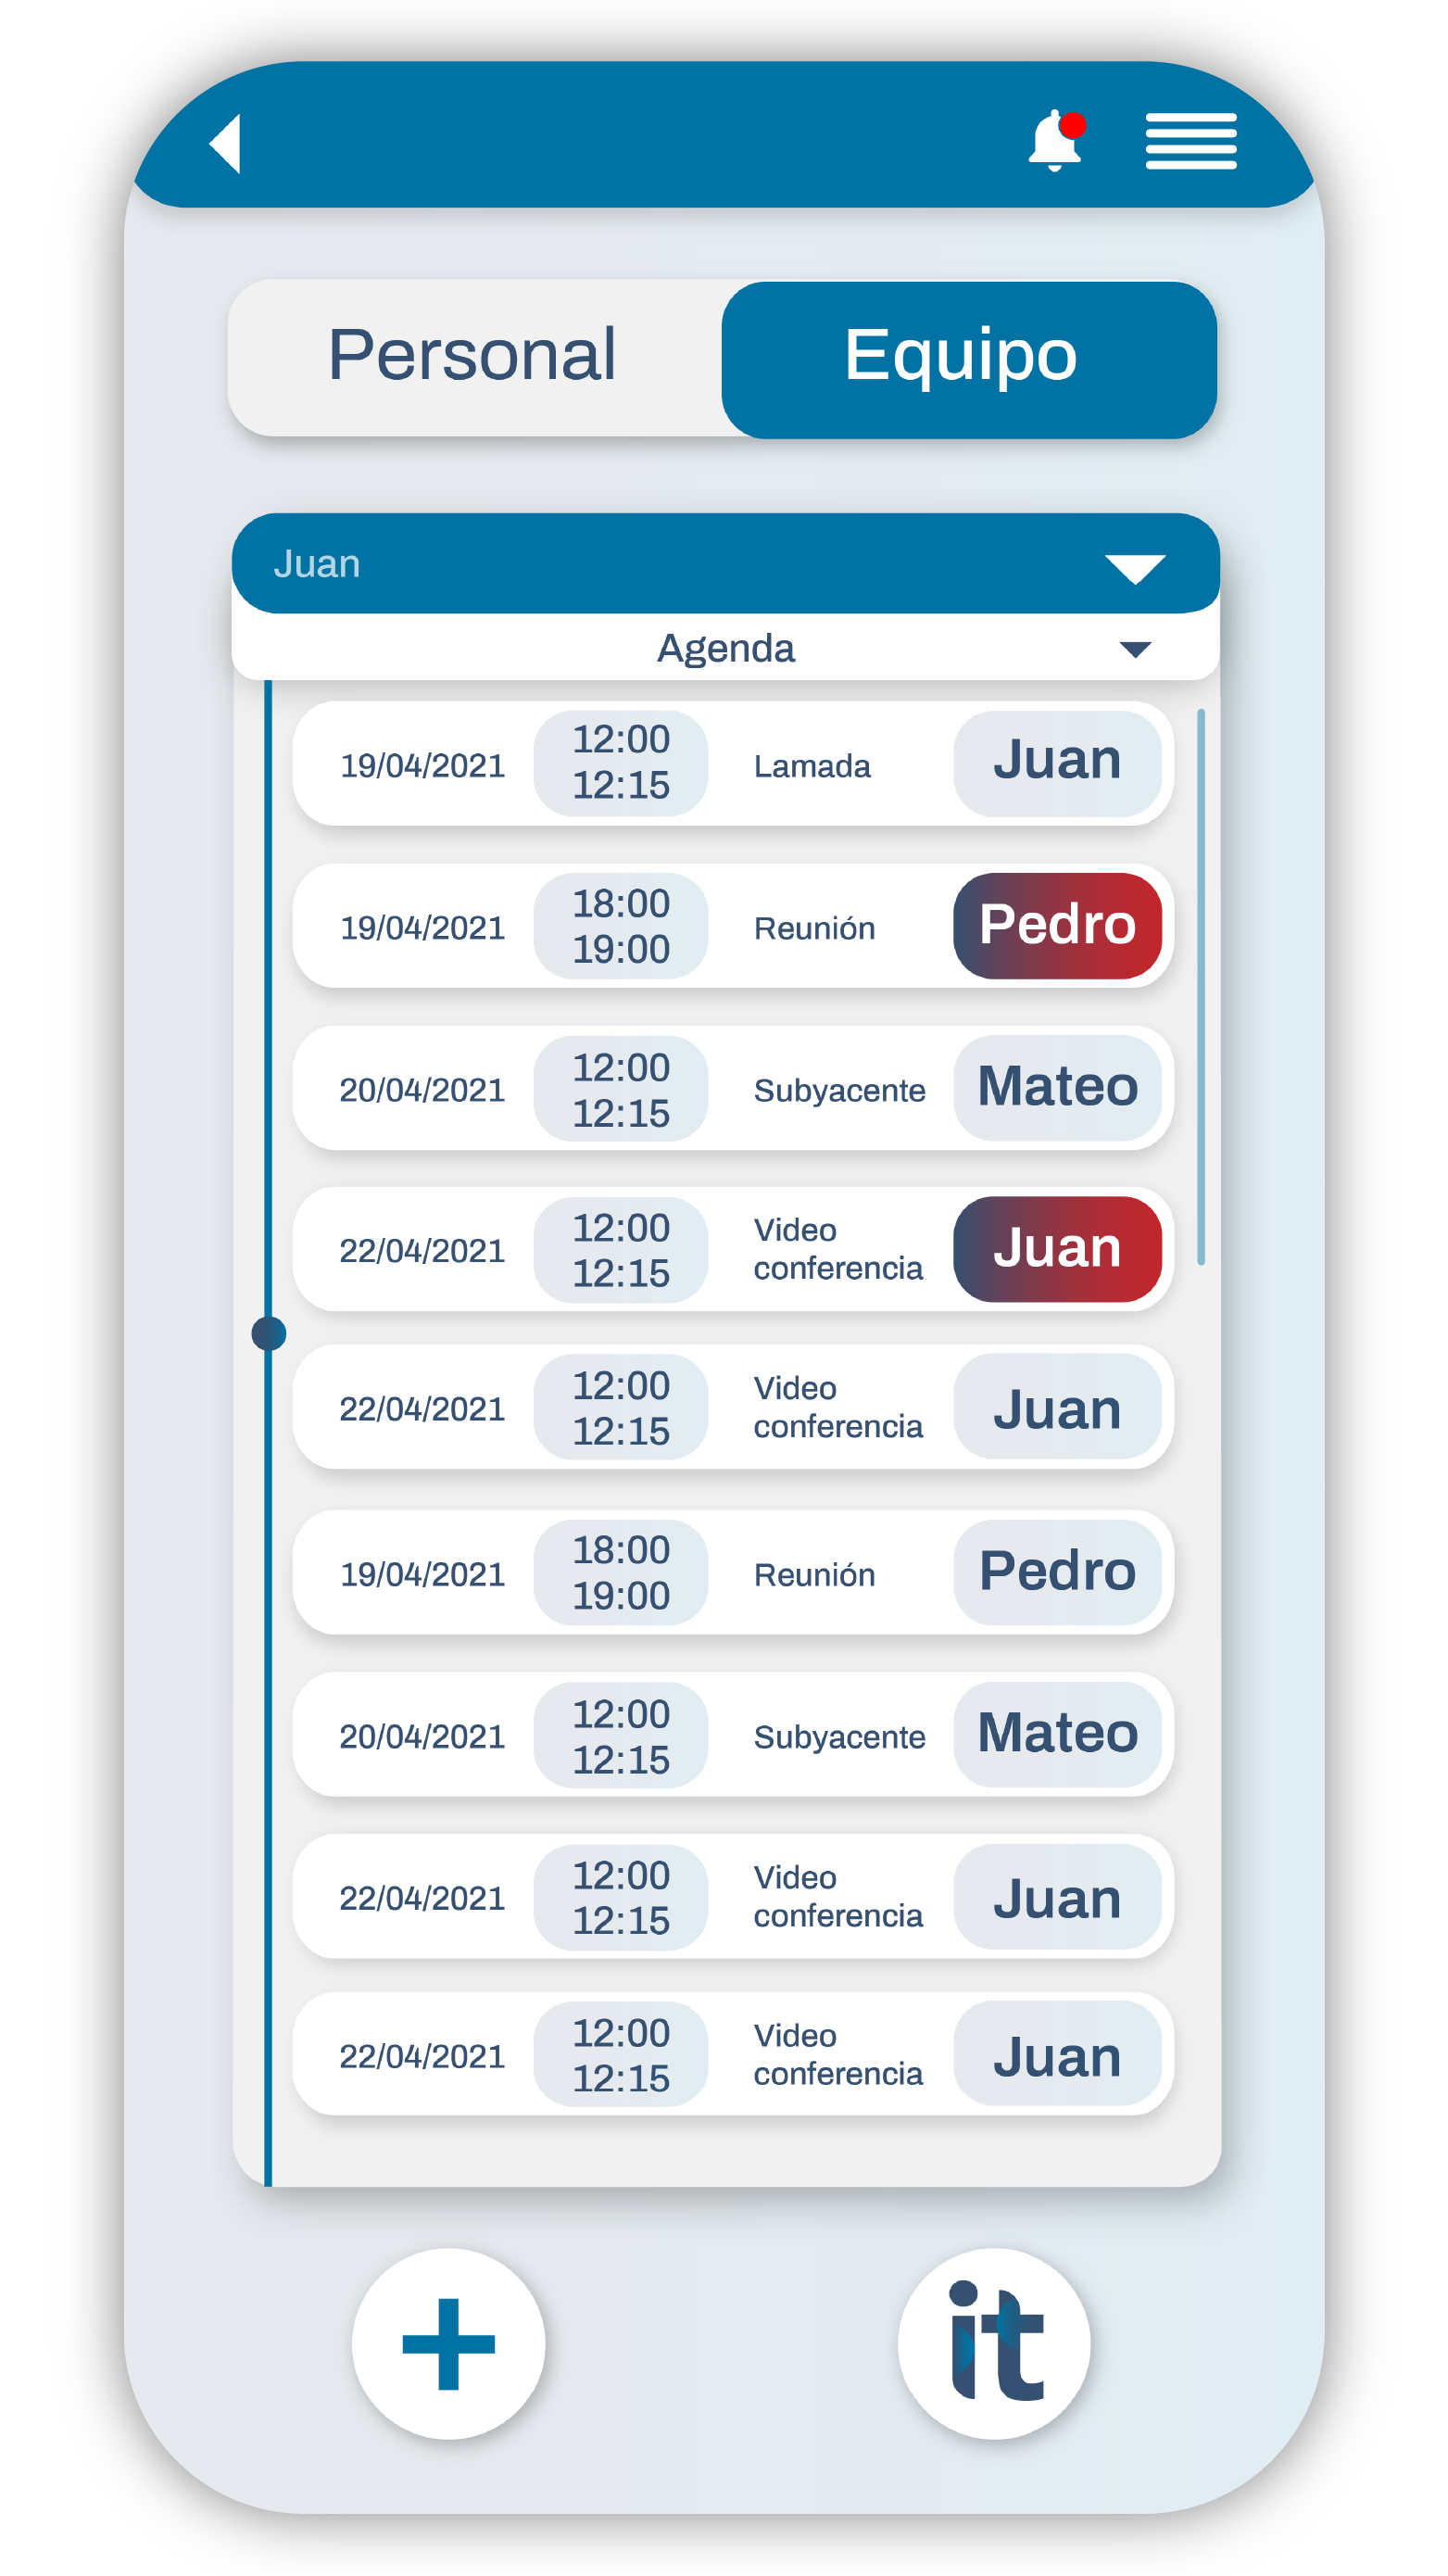 Personal Equipo
Juan
Agenda
19/04/2021 12:00 12:15 Lamada Juan
19/04/2021 18:00 19:00 Reunión Pedro
20/04/2021 12:00 12:15 Subyacente Mateo
22/04/2021 12:00 12:15 Video conferencia Juan
22/04/2021 12:00 12:15 Video conferencia Juan
19/04/2021 18:00 19:00 Reunión Pedro
20/04/2021 12:00 12:15 Subyacente Mateo
22/04/2021 12:00 12:15 Video conferencia Juan
22/04/2021 12:00 12:15 Video conferencia Juan
+ it